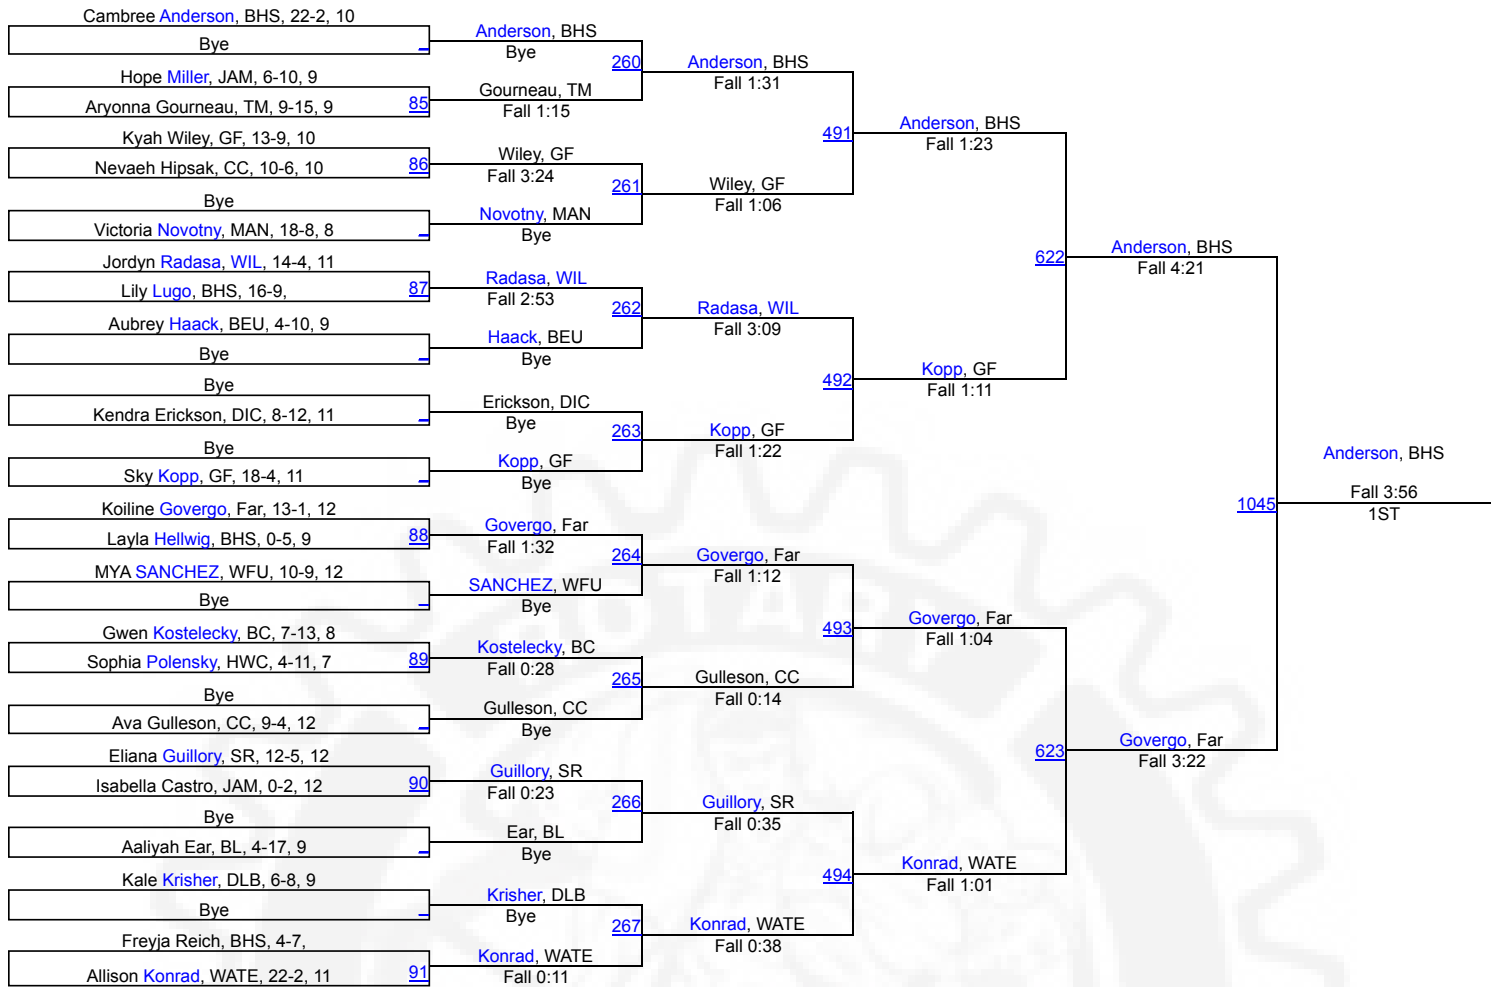 Cambree Anderson, BHS, 22-2, 10
Bye
Anderson, BHS
Bye
260
Hope Miller, JAM, 6-10, 9
Aryonna Gourneau, TM, 9-15, 9
85
Gourneau, TM
Fall 1:15
Anderson, BHS
Fall 1:31
491
Kyah Wiley, GF, 13-9, 10
Nevaeh Hipsak, CC, 10-6, 10
86
Wiley, GF
Fall 3:24
261
Bye
Victoria Novotny, MAN, 18-8, 8
Novotny, MAN
Bye
Wiley, GF
Fall 1:06
Anderson, BHS
Fall 1:23
622
Jordyn Radasa, WIL, 14-4, 11
Lily Lugo, BHS, 16-9,
87
Radasa, WIL
Fall 2:53
262
Aubrey Haack, BEU, 4-10, 9
Bye
Haack, BEU
Bye
Radasa, WIL
Fall 3:09
492
Bye
Kendra Erickson, DIC, 8-12, 11
Erickson, DIC
Bye
263
Bye
Sky Kopp, GF, 18-4, 11
Kopp, GF
Bye
Kopp, GF
Fall 1:22
Kopp, GF
Fall 1:11
Anderson, BHS
Fall 4:21
1045
Koiline Govergo, Far, 13-1, 12
Layla Hellwig, BHS, 0-5, 9
88
Govergo, Far
Fall 1:32
264
MYA SANCHEZ, WFU, 10-9, 12
Bye
SANCHEZ, WFU
Bye
Govergo, Far
Fall 1:12
493
Gwen Kostelecky, BC, 7-13, 8
Sophia Polensky, HWC, 4-11, 7
89
Kostelecky, BC
Fall 0:28
265
Bye
Ava Gulleson, CC, 9-4, 12
Gulleson, CC
Bye
Gulleson, CC
Fall 0:14
Govergo, Far
Fall 1:04
623
Eliana Guillory, SR, 12-5, 12
Isabella Castro, JAM, 0-2, 12
90
Guillory, SR
Fall 0:23
266
Bye
Aaliyah Ear, BL, 4-17, 9
Ear, BL
Bye
Guillory, SR
Fall 0:35
494
Kale Krisher, DLB, 6-8, 9
Bye
Krisher, DLB
Bye
267
Freyja Reich, BHS, 4-7,
Allison Konrad, WATE, 22-2, 11
91
Konrad, WATE
Fall 0:11
Konrad, WATE
Fall 0:38
Konrad, WATE
Fall 1:01
Govergo, Far
Fall 3:22
Anderson, BHS
Fall 3:56
1ST
ROTARY